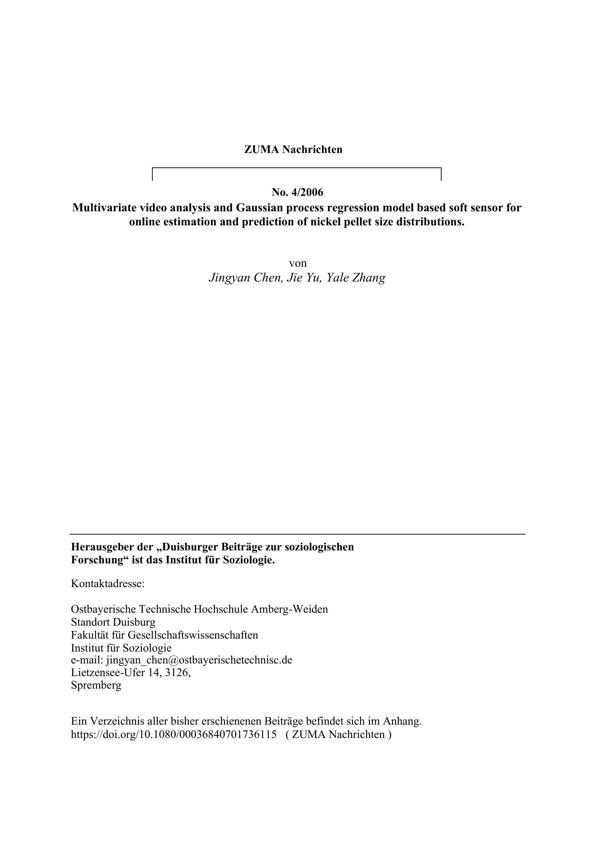 ZUMA Nachrichten
No. 4/2006
Multivariate video analysis and Gaussian process regression model based soft sensor for
online estimation and prediction of nickel pellet size distributions.
von
Jingyan Chen, Jie Yu, Yale Zhang
Herausgeber der „Duisburger Beiträge zur soziologischen
Forschung“ ist das Institut für Soziologie.
Kontaktadresse:
Ostbayerische Technische Hochschule Amberg-Weiden
Standort Duisburg
Fakultät für Gesellschaftswissenschaften
Institut für Soziologie
e-mail: jingyan_chen@ostbayerischetechnisc.de
Lietzensee-Ufer 14, 3126,
Spremberg
Ein Verzeichnis aller bisher erschienenen Beiträge befindet sich im Anhang.
https://doi.org/10.1080/00036840701736115 ( ZUMA Nachrichten )